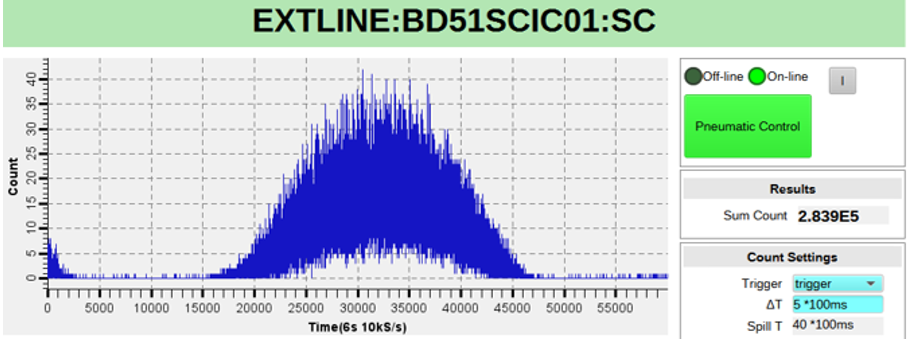 EXTLINE:BD51SCIC01:SC
Count
40
35
30
25
20
15
10
5
0
0 5000 10000 15000 20000 25000 30000 35000 40000 45000 50000 55000
Time(6s 10kS/s)
Off-line On-line I
Pneumatic Control
Results
Sum Count 2.839E5
Count Settings
Trigger trigger
ΔT 5 *100ms
Spill T 40 *100ms